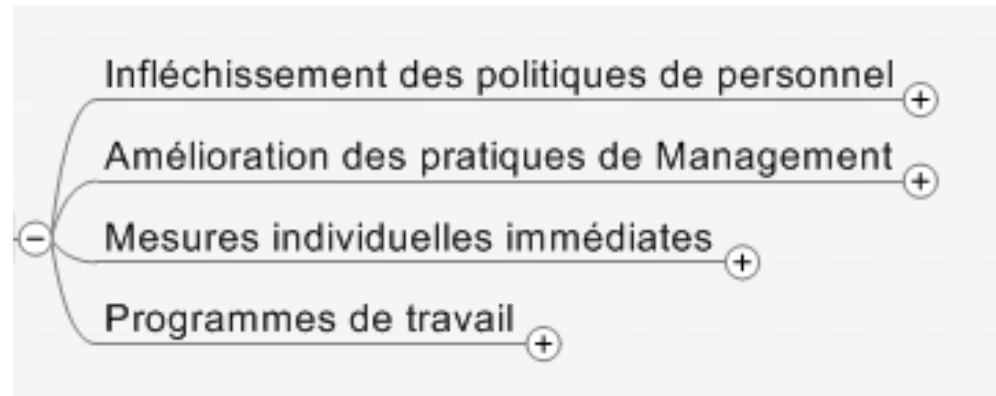 Infléchissement des politiques de personnel
Amélioration des pratiques de Management
Mesures individuelles immédiates
Programmes de travail